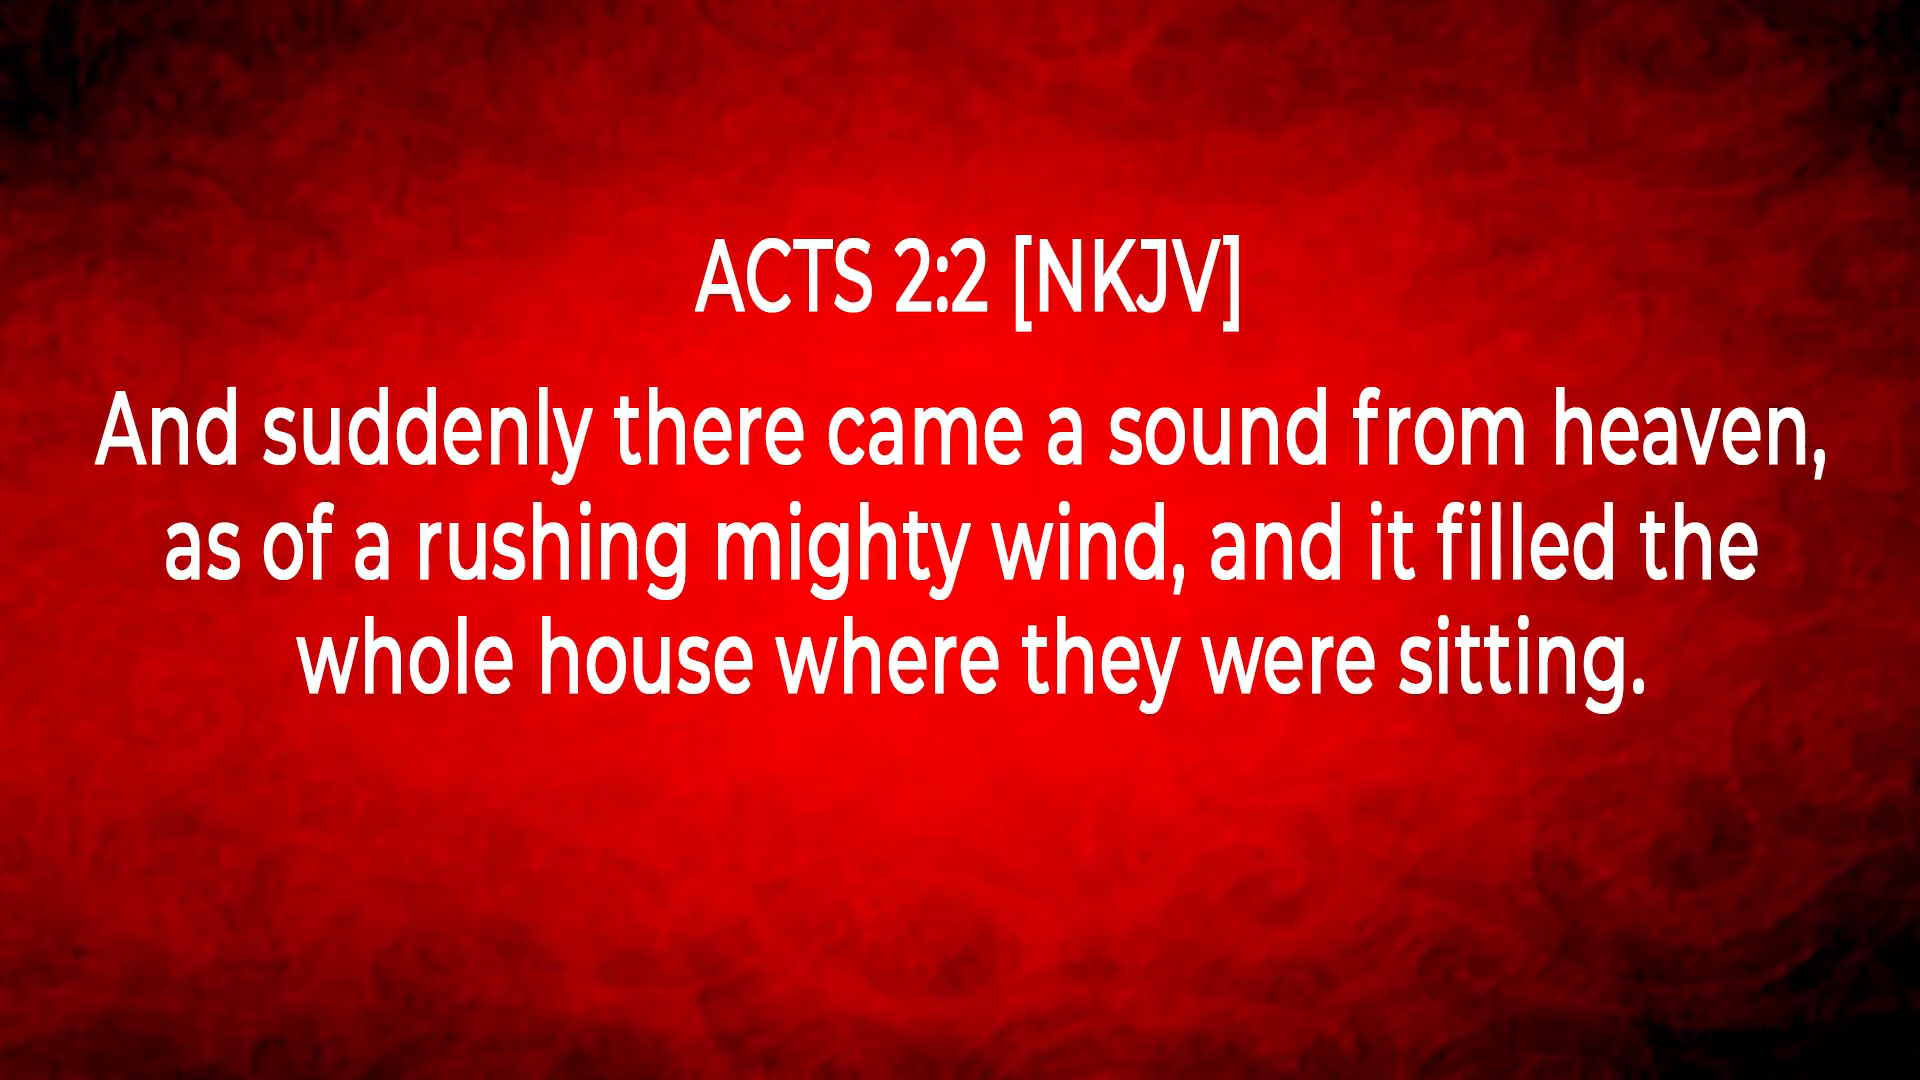 ACTS 2:2 [NKJV]
And suddenly there came a sound from heaven,
as of a rushing mighty wind, and it filled the
whole house where they were sitting.